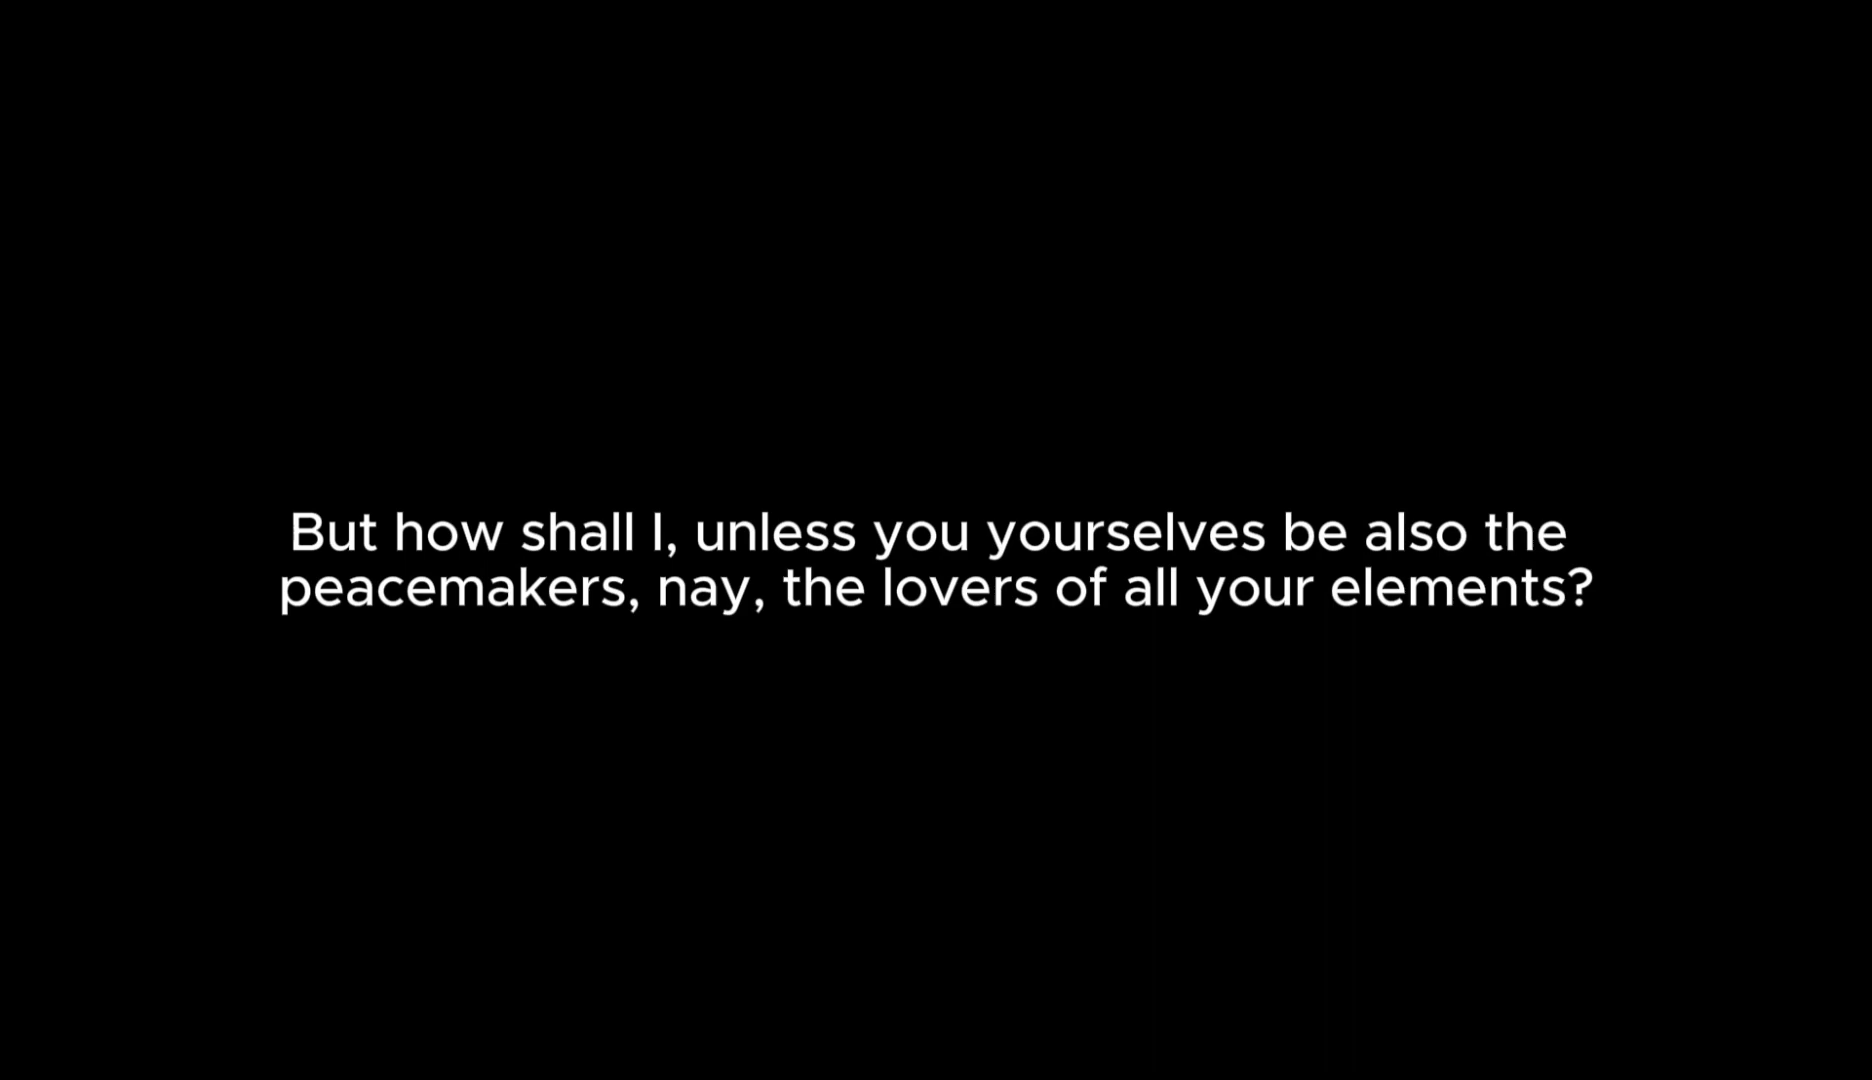 But how shall I, unless you yourselves be also the
peacemakers, nay, the lovers of all your elements?